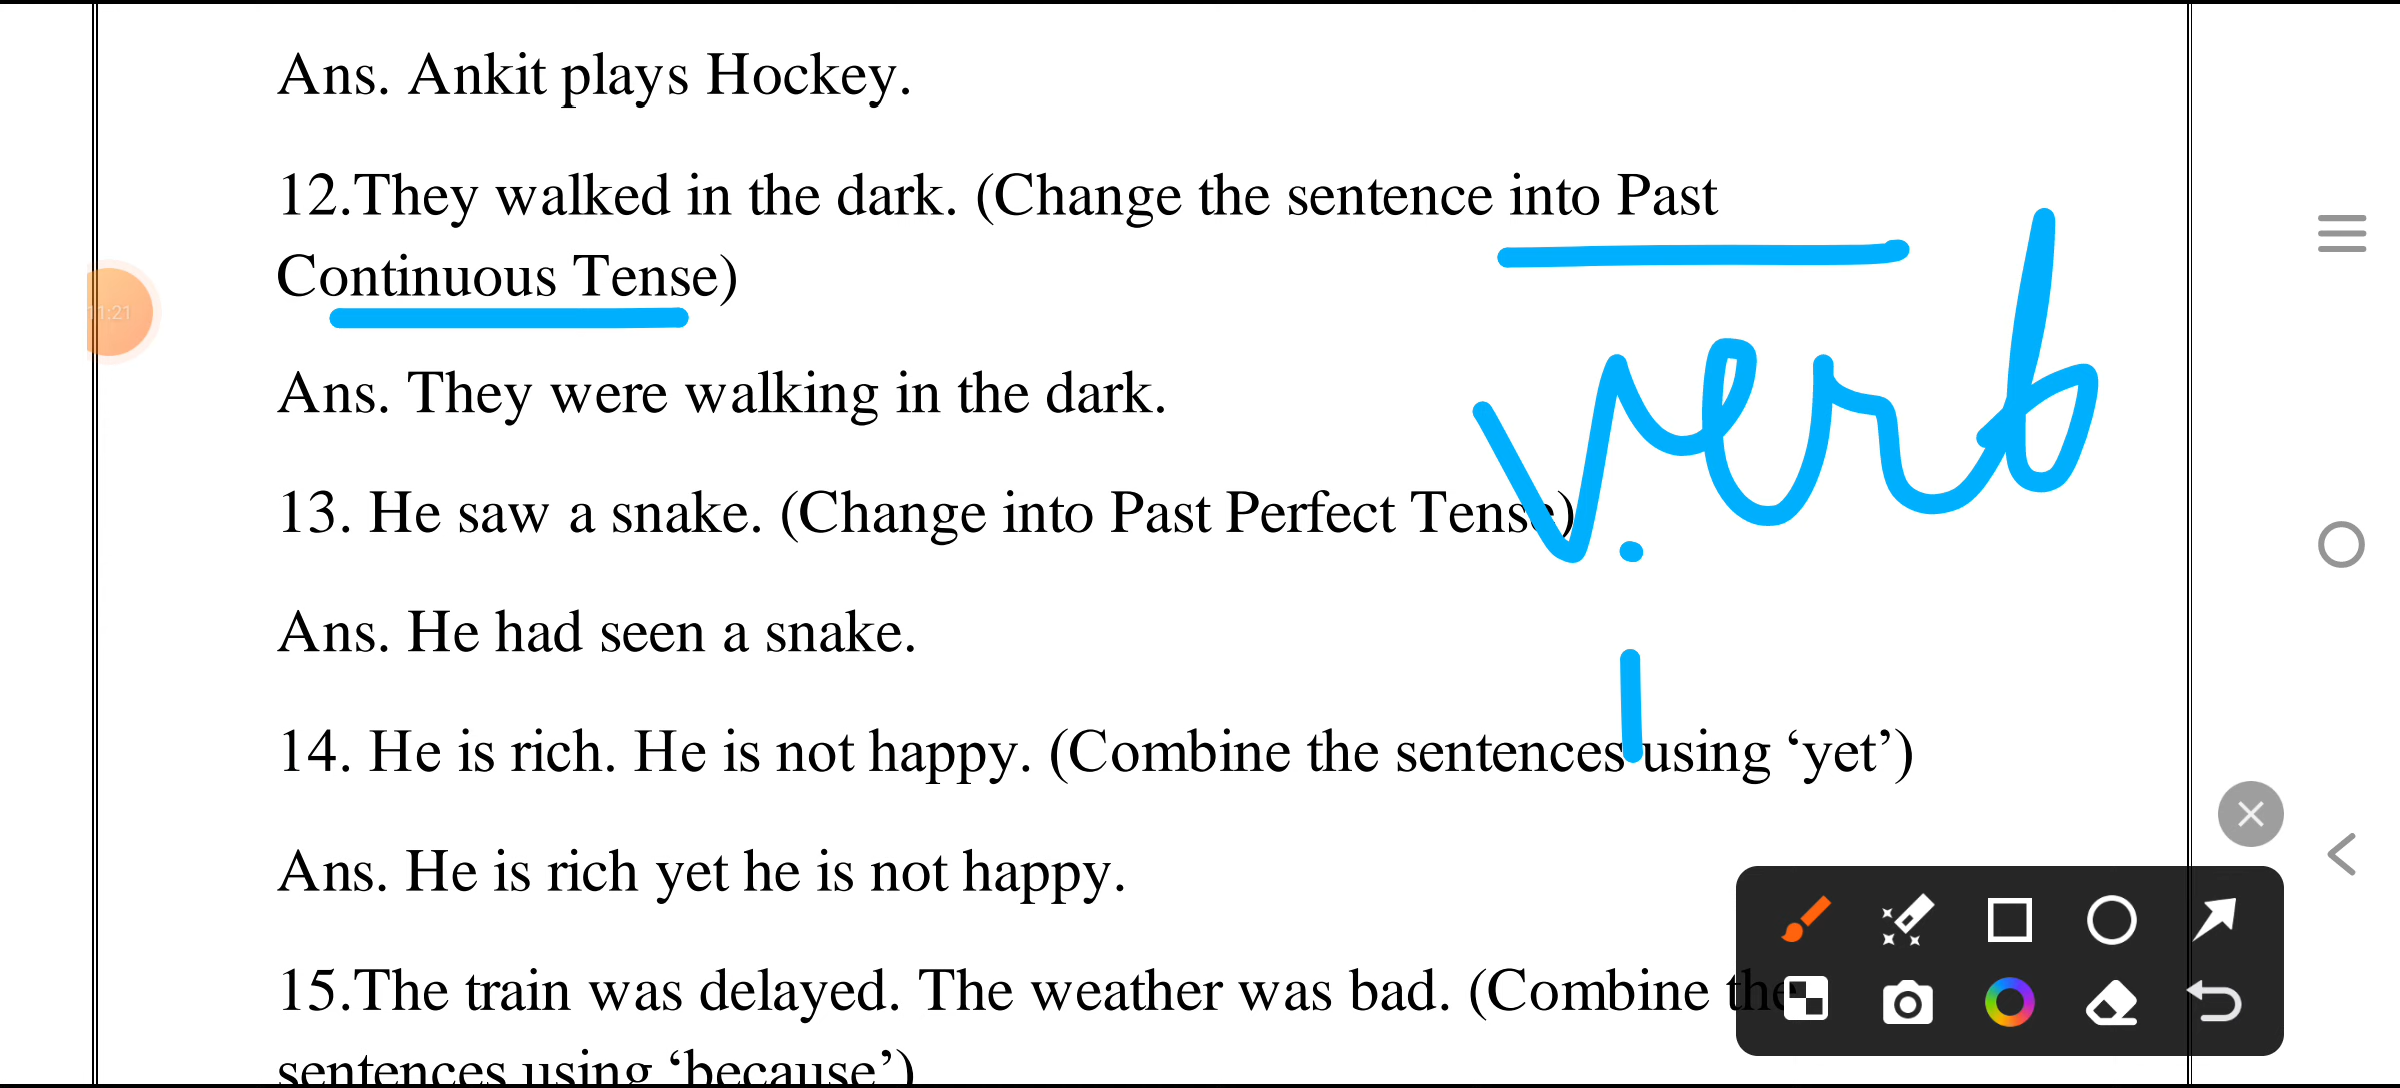 Ans. Ankit plays Hockey.
12.They walked in the dark. (Change the sentence into Past
Continuous Tense)
11:21
Ans. They were walking in the dark.
verb
13. He saw a snake. (Change into Past Perfect Tense)
Ans. He had seen a snake.
14. He is rich. He is not happy. (Combine the sentences using ‘yet’)
Ans. He is rich yet he is not happy.
15.The train was delayed. The weather was bad. (Combine the
sentences using ‘because’)